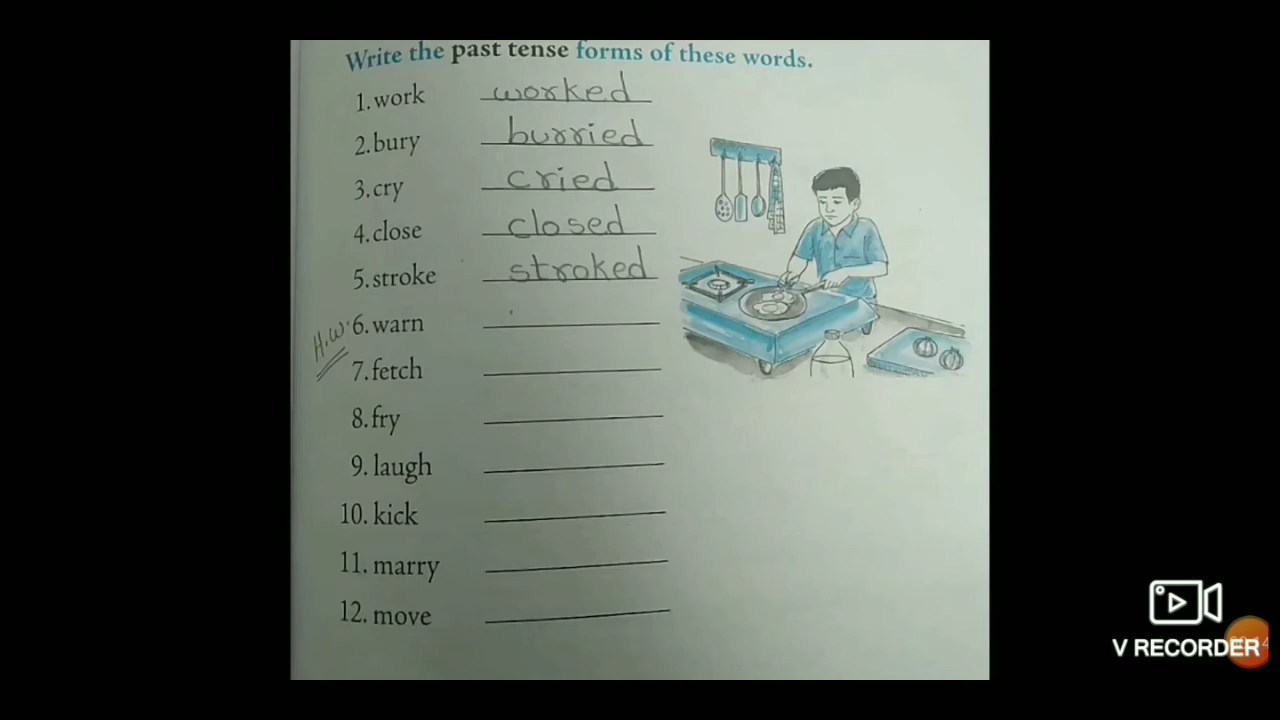 Write the past tense forms of these words.
1. work worked
2. bury burried
3. cry cried
4. close closed
5. stroke stroked
H.W. 6. warn
7. fetch
8. fry
9. laugh
10. kick
11. marry
12. move
V RECORDER